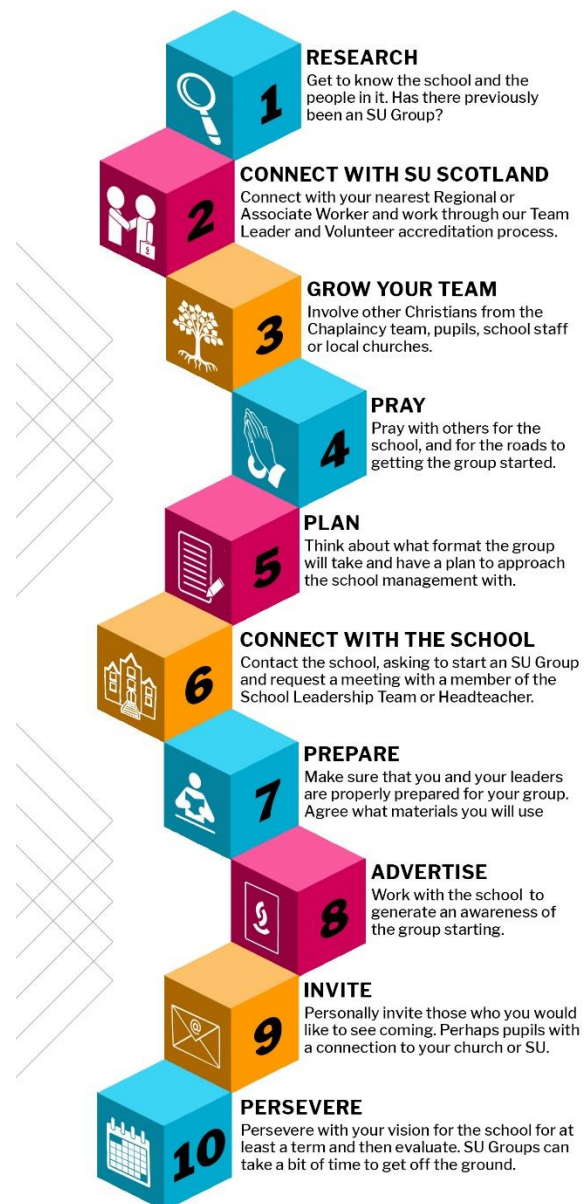 1
RESEARCH
Get to know the school and the
people in it. Has there previously
been an SU Group?
2
CONNECT WITH SU SCOTLAND
Connect with your nearest Regional or
Associate Worker and work through our Team
Leader and Volunteer accreditation process.
3
GROW YOUR TEAM
Involve other Christians from the
Chaplaincy team, pupils, school staff
or local churches.
4
PRAY
Pray with others for the
school, and for the roads to
getting the group started.
5
PLAN
Think about what format the group
will take and have a plan to approach
the school management with.
6
CONNECT WITH THE SCHOOL
Contact the school, asking to start an SU Group
and request a meeting with a member of the
School Leadership Team or Headteacher.
7
PREPARE
Make sure that you and your leaders
are properly prepared for your group.
Agree what materials you will use
8
ADVERTISE
Work with the school to
generate an awareness of
the group starting.
9
@
INVITE
Personally invite those who you would
like to see coming. Perhaps pupils with
a connection to your church or SU.
10
PERSEVERE
Persevere with your vision for the school for at
least a term and then evaluate. SU Groups can
take a bit of time to get off the ground.